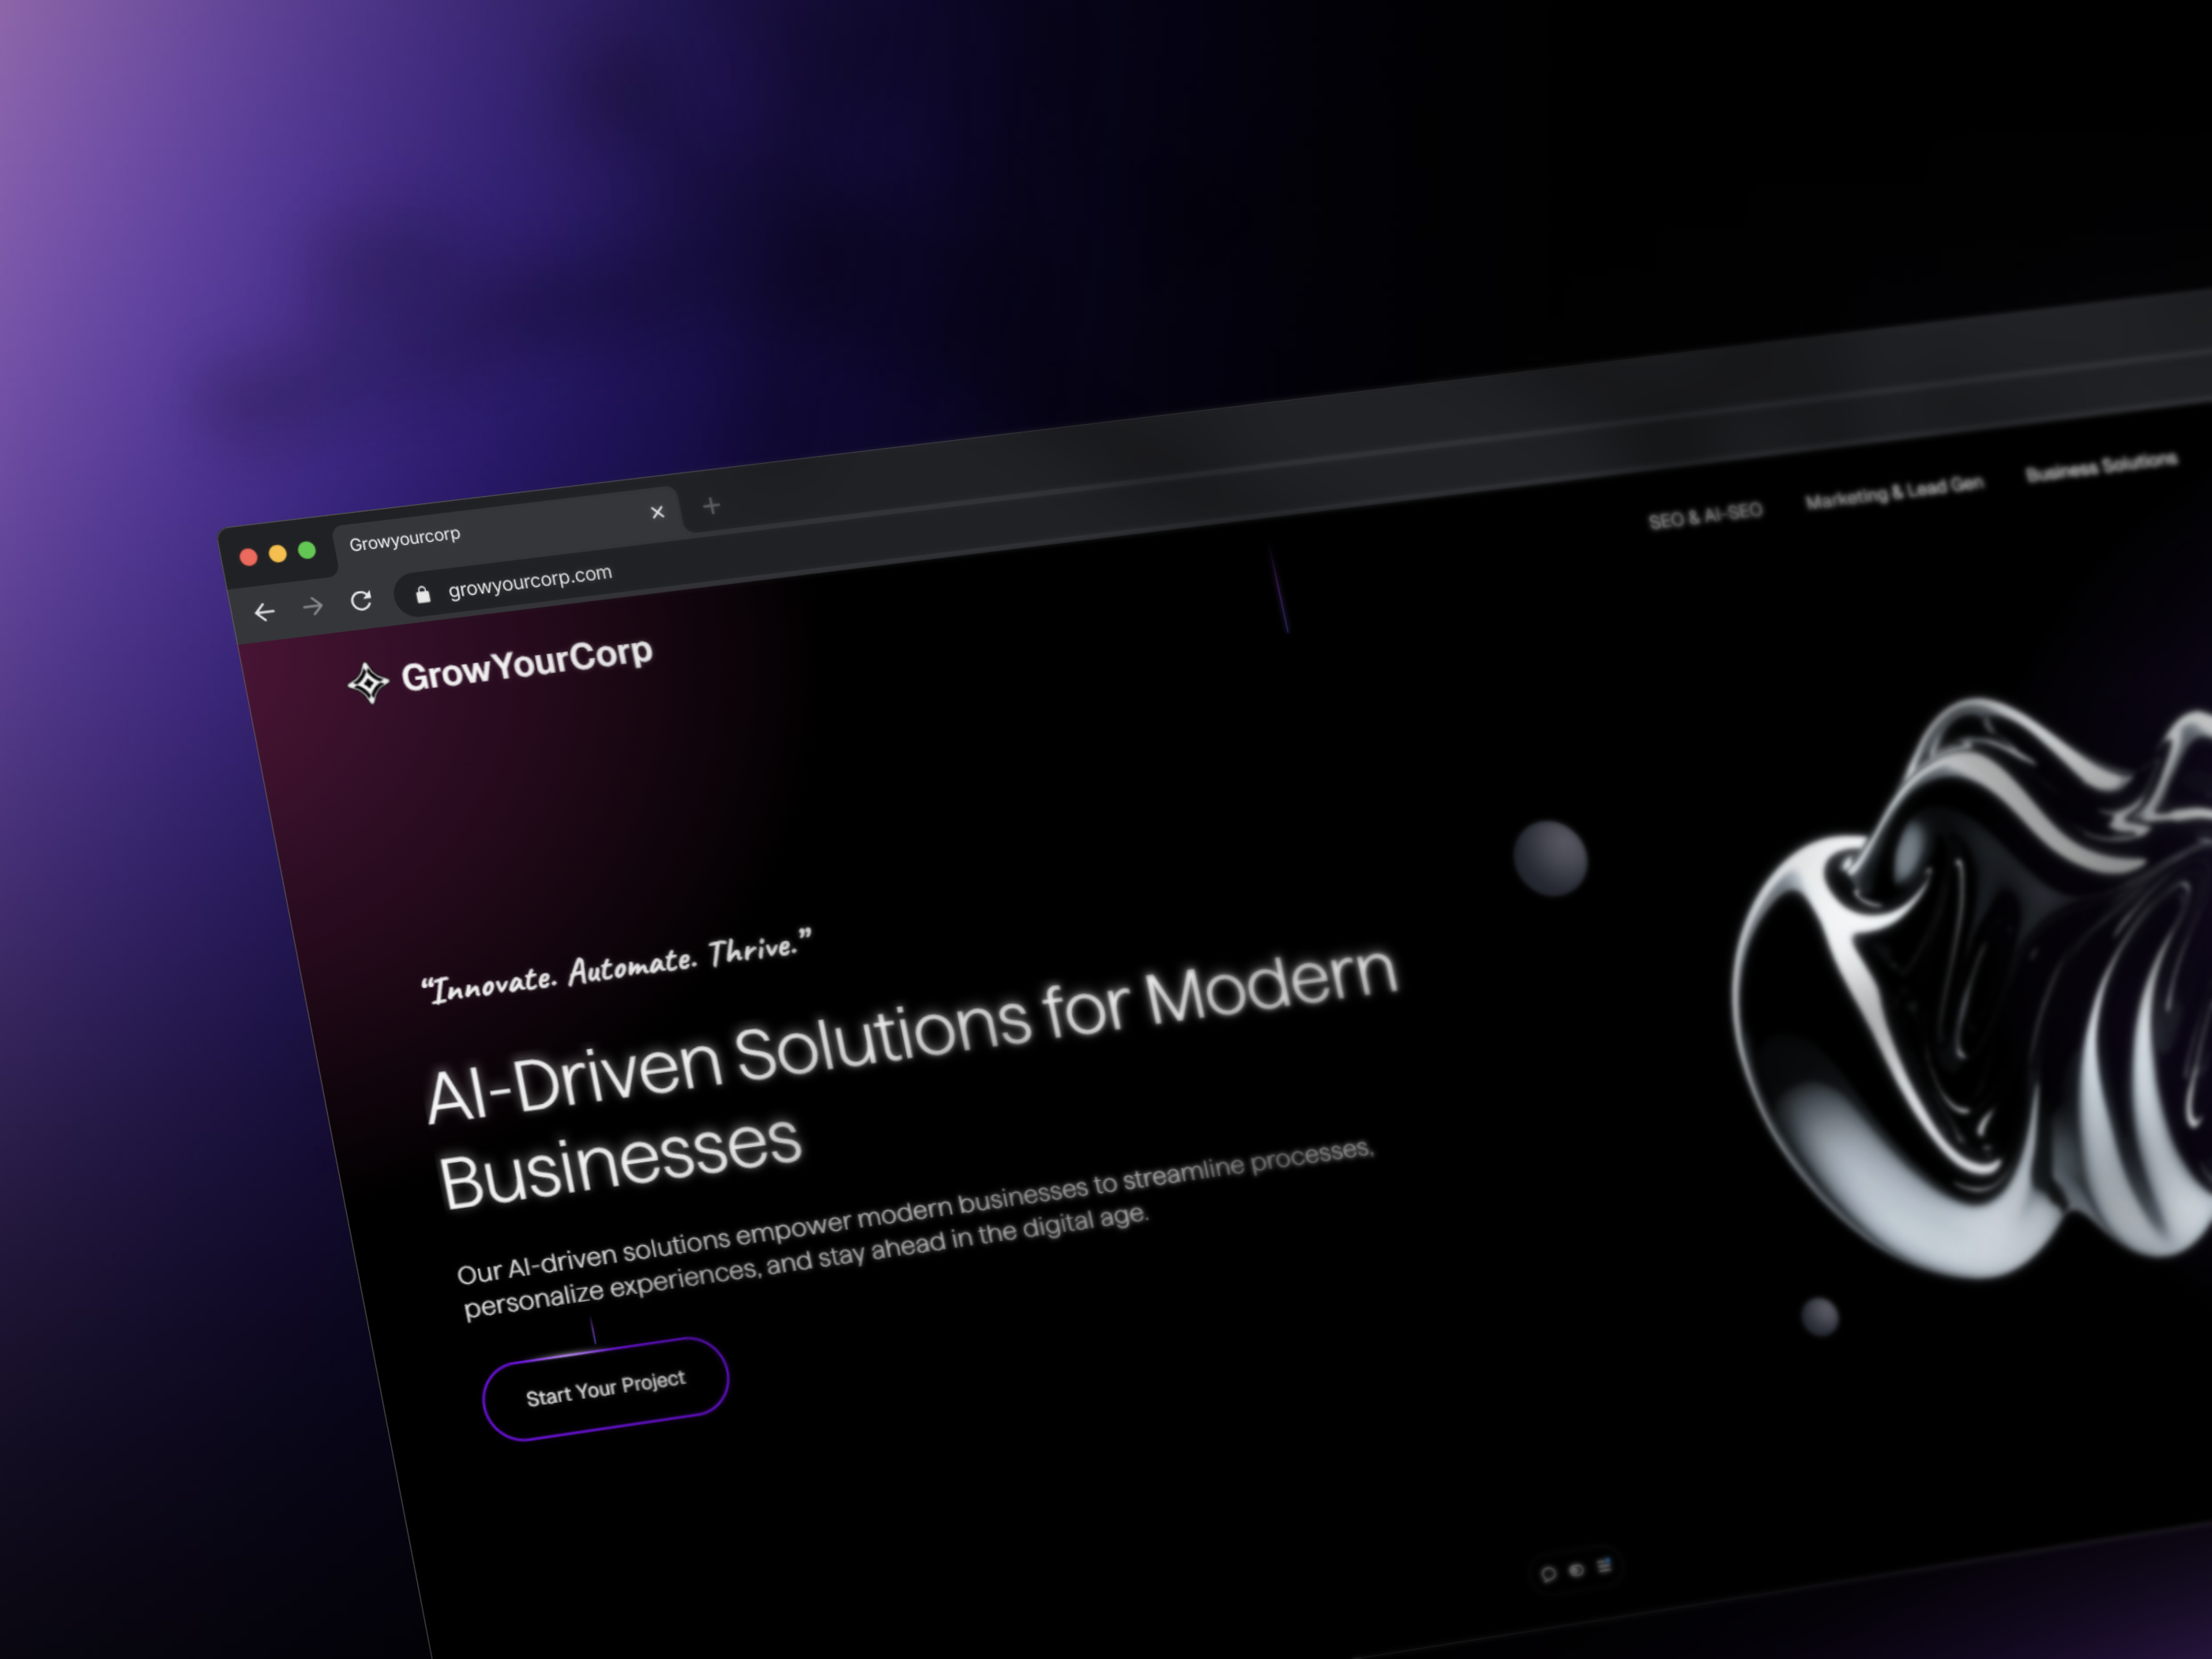 Growyourcorp
growyourcorp.com
GrowYourCorp
SEO & AI-SEO
Marketing & Lead Gen
Business Solutions
“Innovate. Automate. Thrive.”
AI-Driven Solutions for Modern
Businesses
Our AI-driven solutions empower modern businesses to streamline processes,
personalize experiences, and stay ahead in the digital age.
Start Your Project